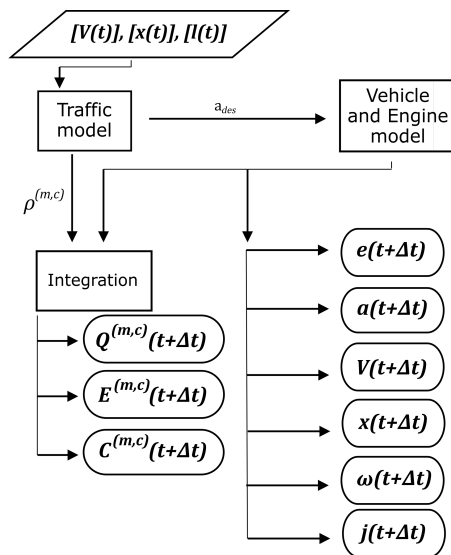 [V(t)], [x(t)], [l(t)]
Traffic
model
a_des
Vehicle
and Engine
model
ρ^(m,c)
Integration
Q^(m,c)(t+Δt)
E^(m,c)(t+Δt)
C^(m,c)(t+Δt)
e(t+Δt)
a(t+Δt)
V(t+Δt)
x(t+Δt)
ω(t+Δt)
j(t+Δt)